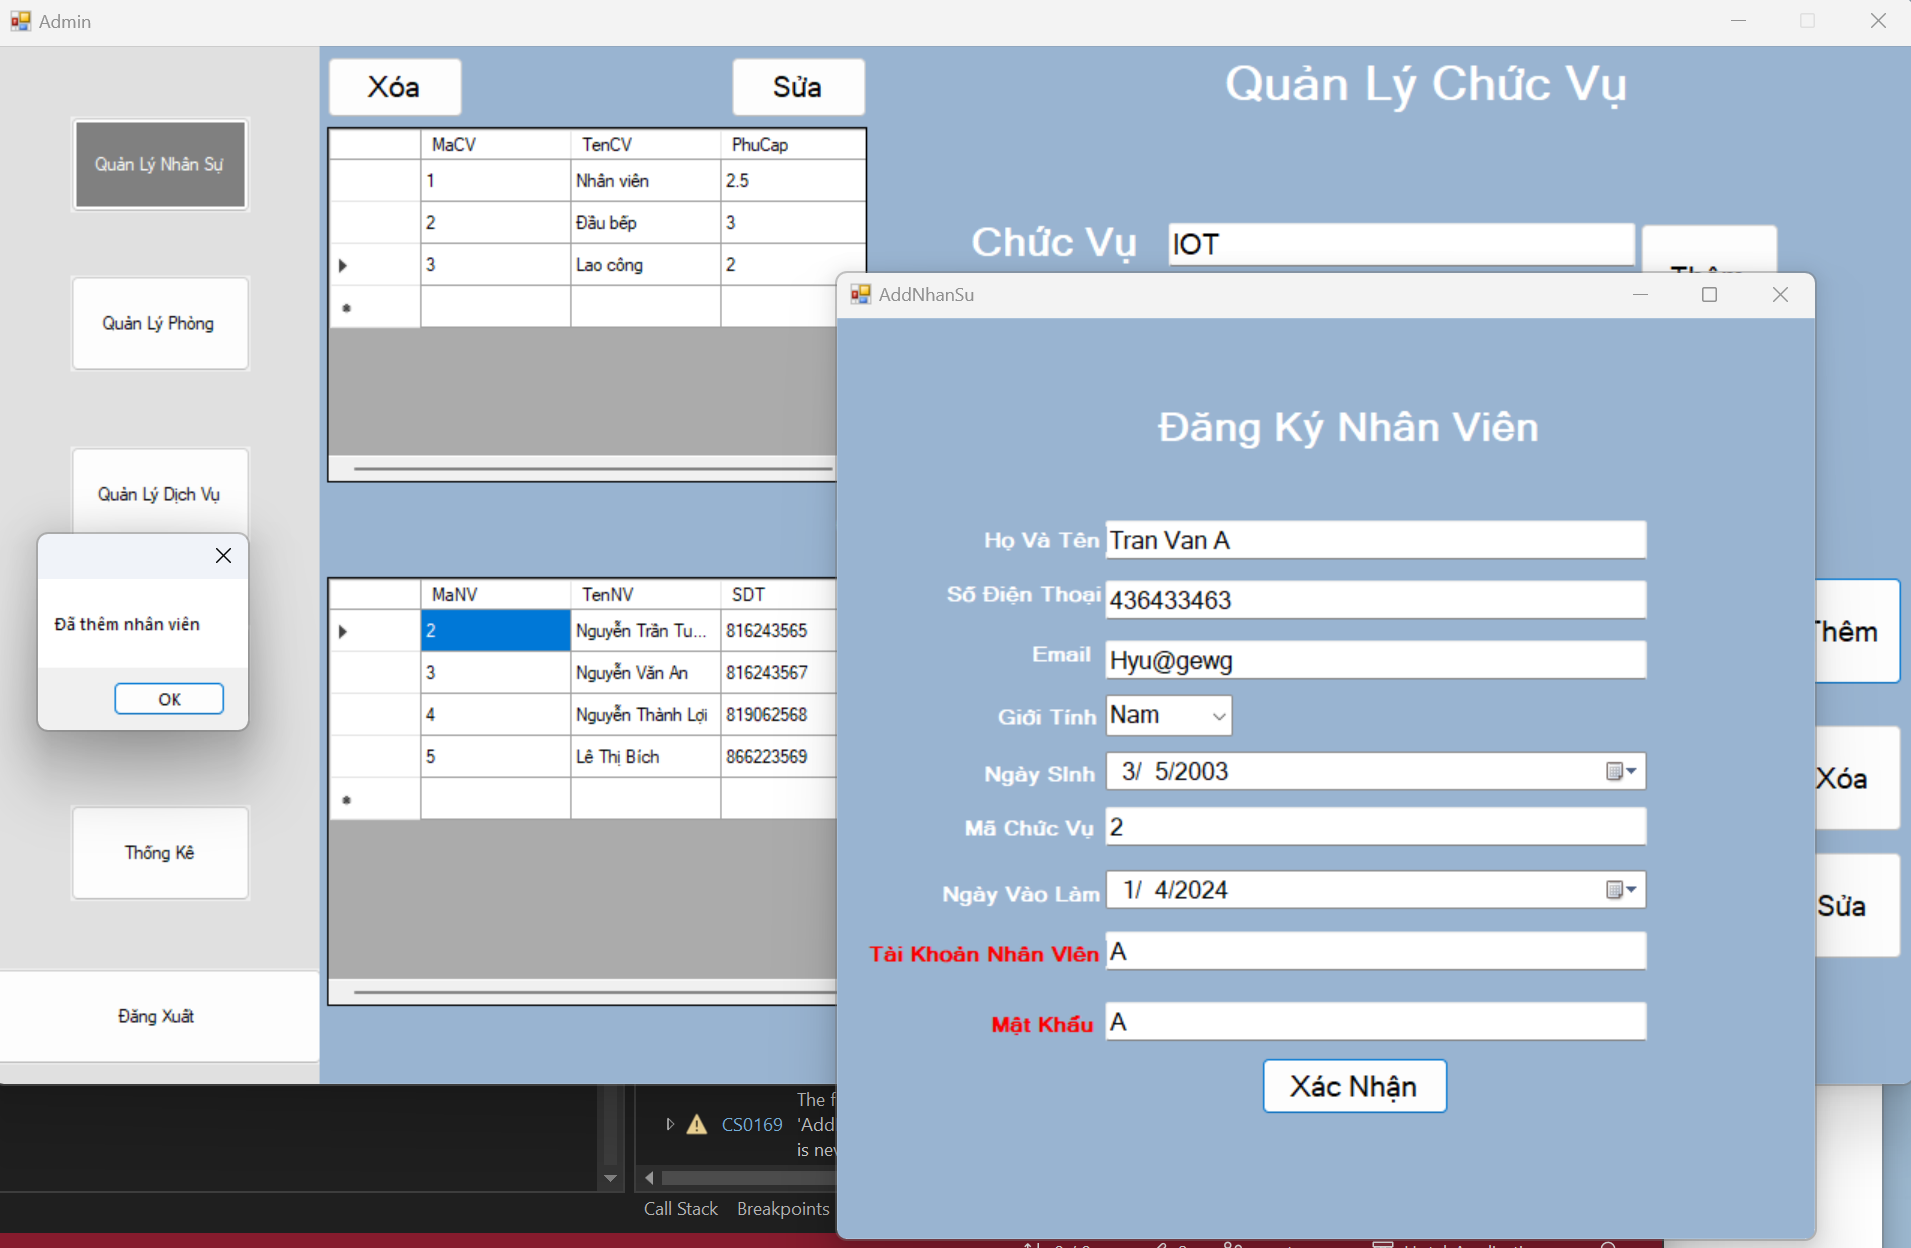 Admin
Quản Lý Nhân Sự
Quản Lý Phòng
Quản Lý Dịch Vụ
Đã thêm nhân viên
OK
Thống Kê
Đăng Xuất
Xóa
Sửa
MaCV TenCV PhuCap
1 Nhân viên 2.5
2 Đầu bếp 3
3 Lao công 2
MaNV TenNV SDT
2 Nguyễn Trần Tu... 816243565
3 Nguyễn Văn An 816243567
4 Nguyễn Thành Lợi 819062568
5 Lê Thị Bích 866223569
Quản Lý Chức Vụ
Chức Vụ IOT
Thêm
Xóa
Sửa
AddNhanSu
Đăng Ký Nhân Viên
Họ Và Tên Tran Van A
Số Điện Thoại 436433463
Email Hyu@gewg
Giới Tính Nam
Ngày SInh 3/ 5/2003
Mã Chức Vụ 2
Ngày Vào Làm 1/ 4/2024
Tài Khoản Nhân VIên A
Mật Khẩu A
Xác Nhận
The f
CS0169 'Add
is nev
Call Stack Breakpoints